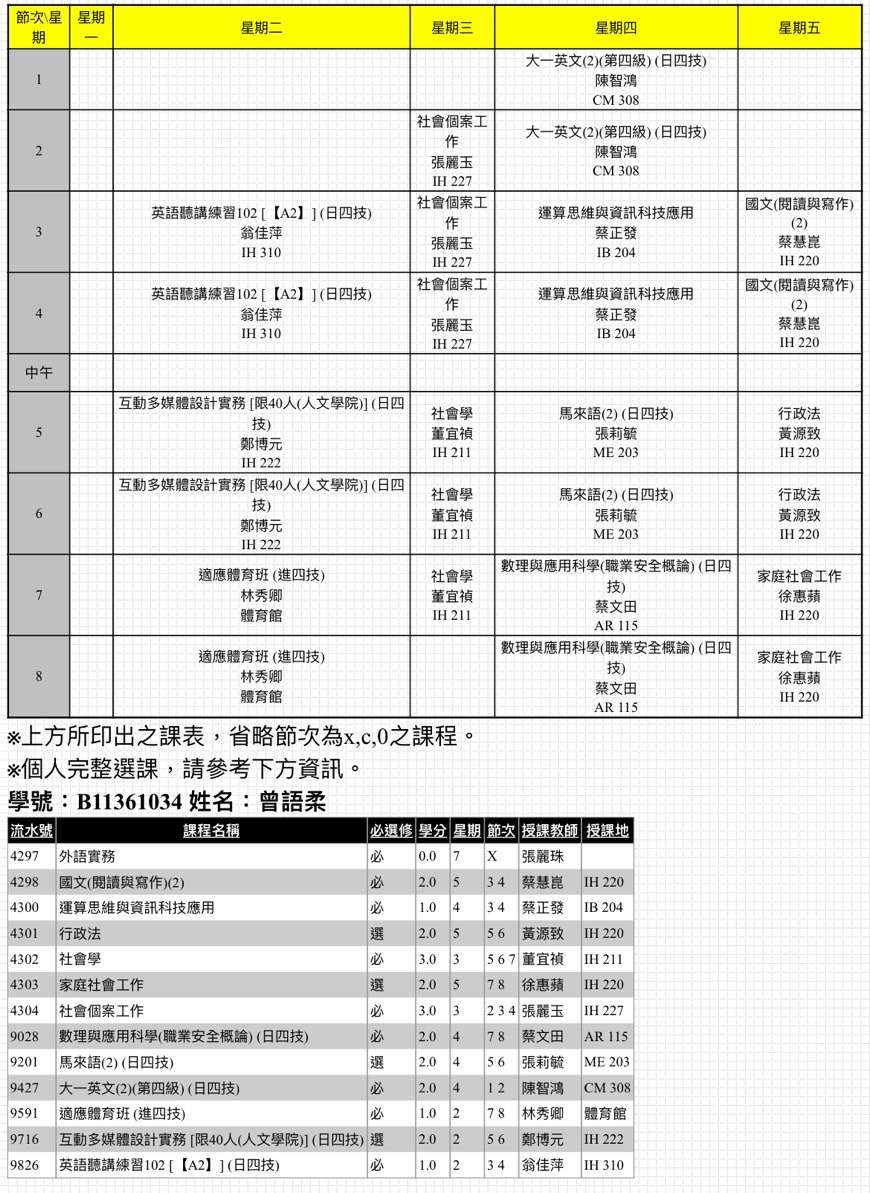 節次\星期 星期一 星期二 星期三 星期四 星期五
1
大一英文(2)(第四級) (日四技)
陳智鴻
CM 308
2
社會個案工作
張麗玉
IH 227
大一英文(2)(第四級) (日四技)
陳智鴻
CM 308
3
英語聽講練習102 [【A2】] (日四技)
翁佳萍
IH 310
社會個案工作
張麗玉
IH 227
運算思維與資訊科技應用
蔡正發
IB 204
國文(閱讀與寫作)
(2)
蔡慧崑
IH 220
4
英語聽講練習102 [【A2】] (日四技)
翁佳萍
IH 310
社會個案工作
張麗玉
IH 227
運算思維與資訊科技應用
蔡正發
IB 204
國文(閱讀與寫作)
(2)
蔡慧崑
IH 220
中午
5
互動多媒體設計實務 [限40人(人文學院)] (日四
技)
鄭博元
IH 222
社會學
董宜禎
IH 211
馬來語(2) (日四技)
張莉毓
ME 203
行政法
黃源致
IH 220
6
互動多媒體設計實務 [限40人(人文學院)] (日四
技)
鄭博元
IH 222
社會學
董宜禎
IH 211
馬來語(2) (日四技)
張莉毓
ME 203
行政法
黃源致
IH 220
7
適應體育班 (進四技)
林秀卿
體育館
社會學
董宜禎
IH 211
數理與應用科學(職業安全概論) (日四
技)
蔡文田
AR 115
家庭社會工作
徐惠蘋
IH 220
8
適應體育班 (進四技)
林秀卿
體育館
數理與應用科學(職業安全概論) (日四
技)
蔡文田
AR 115
家庭社會工作
徐惠蘋
IH 220
※上方所印出之課表，省略節次為x,c,0之課程。
※個人完整選課，請參考下方資訊。
學號：B11361034 姓名：曾語柔
流水號 課程名稱 必選修 學分 星期 節次 授課教師 授課地
4297 外語實務 必 0.0 7 X 張麗珠
4298 國文(閱讀與寫作)(2) 必 2.0 5 3 4 蔡慧崑 IH 220
4300 運算思維與資訊科技應用 必 1.0 4 3 4 蔡正發 IB 204
4301 行政法 選 2.0 5 5 6 黃源致 IH 220
4302 社會學 必 3.0 3 5 6 7 董宜禎 IH 211
4303 家庭社會工作 選 2.0 5 7 8 徐惠蘋 IH 220
4304 社會個案工作 必 3.0 3 2 3 4 張麗玉 IH 227
9028 數理與應用科學(職業安全概論) (日四技) 必 2.0 4 7 8 蔡文田 AR 115
9201 馬來語(2) (日四技) 選 2.0 4 5 6 張莉毓 ME 203
9427 大一英文(2)(第四級) (日四技) 必 2.0 4 1 2 陳智鴻 CM 308
9591 適應體育班 (進四技) 必 1.0 2 7 8 林秀卿 體育館
9716 互動多媒體設計實務 [限40人(人文學院)] (日四技) 選 2.0 2 5 6 鄭博元 IH 222
9826 英語聽講練習102 [【A2】] (日四技) 必 1.0 2 3 4 翁佳萍 IH 310